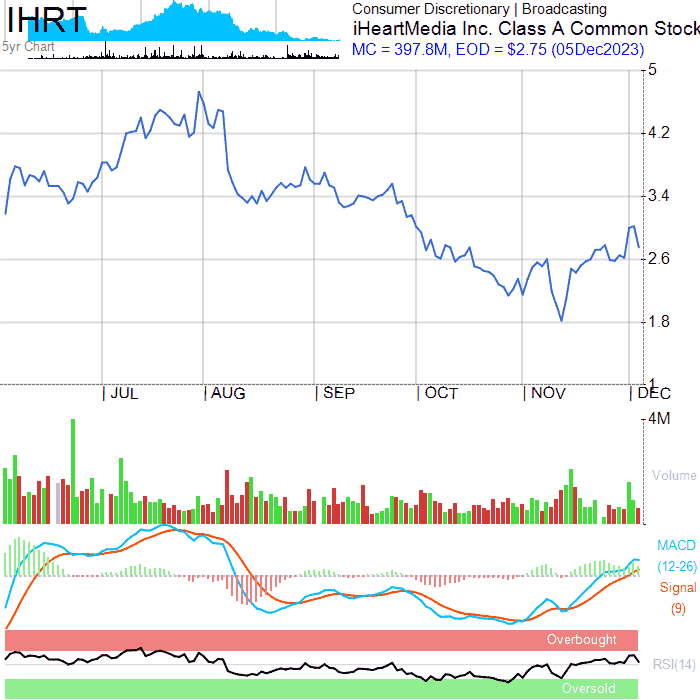 IHRT
5yr Chart
Consumer Discretionary | Broadcasting
iHeartMedia Inc. Class A Common Stock
MC = 397.8M, EOD = $2.75 (05Dec2023)
5
4.2
3.4
2.6
1.8
1
| JUL | AUG | SEP | OCT | NOV | DEC
4M
Volume
MACD
(12-26)
Signal
(9)
Overbought
RSI(14)
Oversold